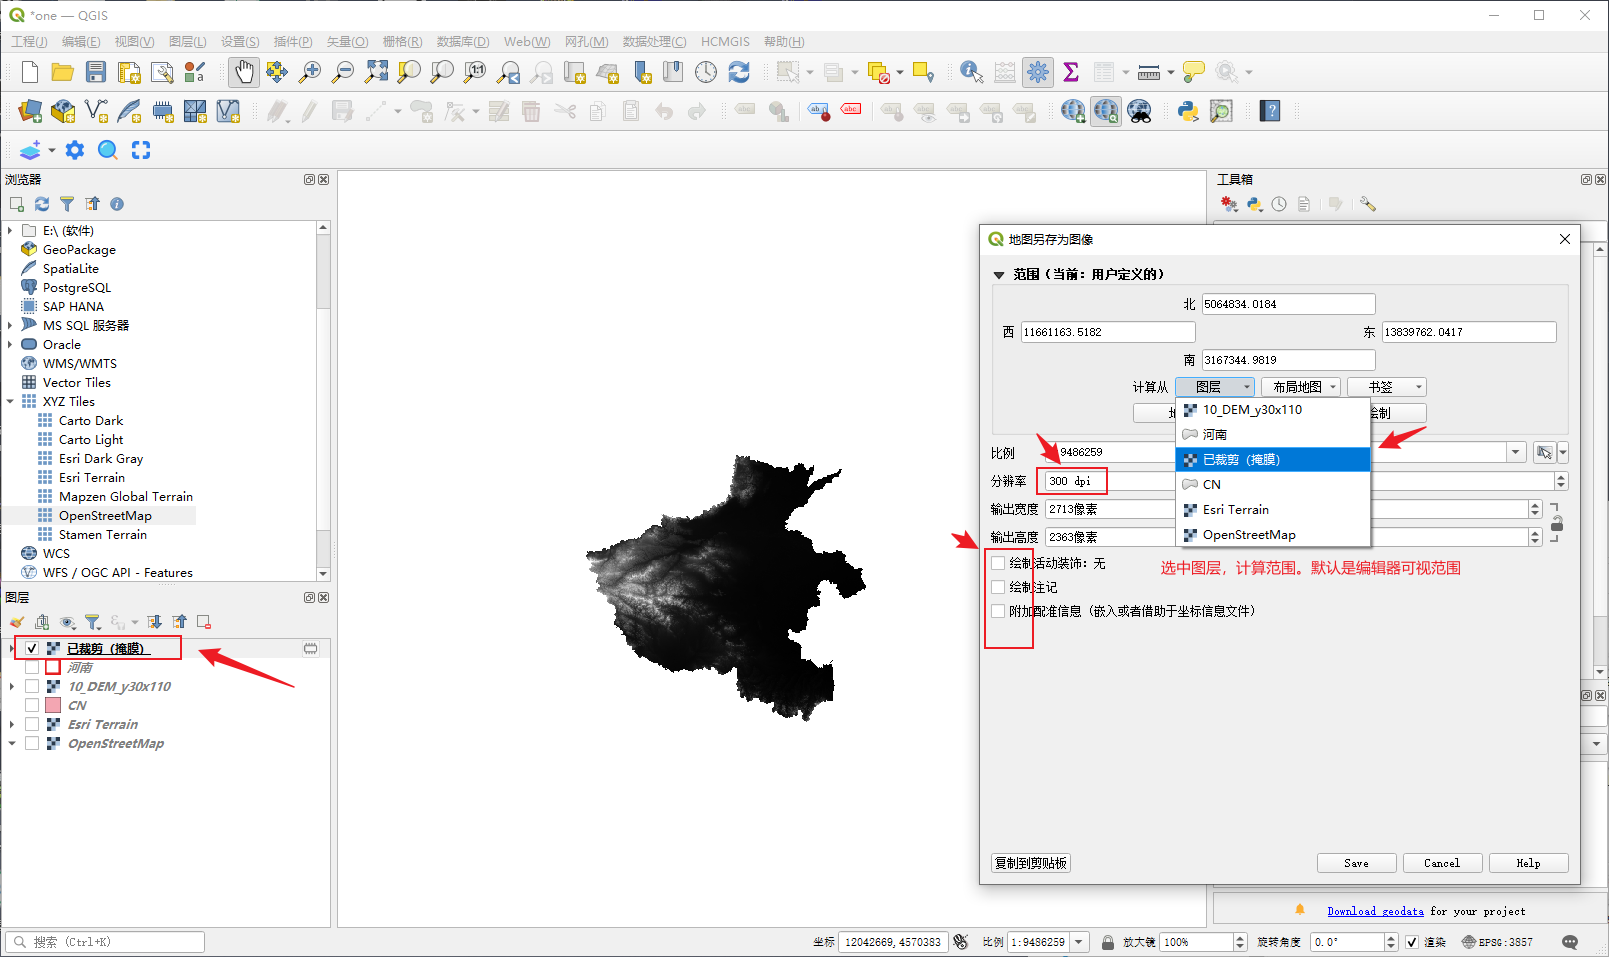 *one — QGIS
工程(J) 编辑(E) 视图(V) 图层(L) 设置(S) 插件(P) 矢量(O) 栅格(R) 数据库(D) Web(W) 网孔(M) 数据处理(C) HCMGIS 帮助(H)
浏览器
E:\ (软件)
GeoPackage
SpatiaLite
PostgreSQL
SAP HANA
MS SQL 服务器
Oracle
WMS/WMTS
Vector Tiles
XYZ Tiles
Carto Dark
Carto Light
Esri Dark Gray
Esri Terrain
Mapzen Global Terrain
OpenStreetMap
Stamen Terrain
WCS
WFS / OGC API - Features
图层
已裁剪（掩膜）
河南
10_DEM_y30x110
CN
Esri Terrain
OpenStreetMap
工具箱
地图另存为图像
范围（当前：用户定义的）
北 5064834.0184
西 11661163.5182 东 13839762.0417
南 3167344.9819
计算从 图层 布局地图 书签
10_DEM_y30x110
河南
已裁剪（掩膜）
CN
Esri Terrain
OpenStreetMap
比例 9486259
分辨率 300 dpi
输出宽度 2713像素
输出高度 2363像素
绘制活动装饰：无
选中图层，计算范围。默认是编辑器可视范围
绘制注记
附加配准信息（嵌入或者借助于坐标信息文件）
复制到剪贴板 Save Cancel Help
Download geodata for your project
搜索（Ctrl+K） 坐标 12042669,4570383 比例 1:9486259 放大镜 100% 旋转角度 0.0° 渲染 EPSG:3857